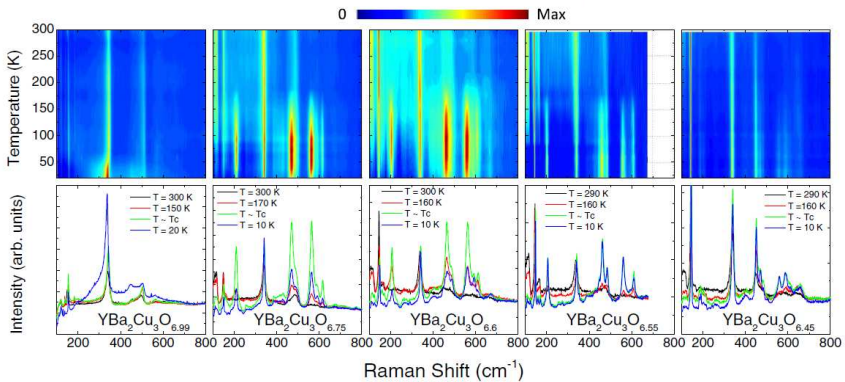 0 Max
Temperature (K)
300
250
200
150
100
50
Intensity (arb. units)
T = 300 K
T =150 K
T ~ Tc
T = 20 K
T = 300 K
T =170 K
T ~ Tc
T = 10 K
T = 300 K
T =160 K
T ~ Tc
T = 10 K
T = 290 K
T =160 K
T ~ Tc
T = 10 K
T = 290 K
T =160 K
T ~ Tc
T = 10 K
YBa2Cu3O6.99
YBa2Cu3O6.75
YBa2Cu3O6.6
YBa2Cu3O6.55
YBa2Cu3O6.45
200 400 600 800 200 400 600 800 200 400 600 800 200 400 600 800 200 400 600 800
Raman Shift (cm-1)